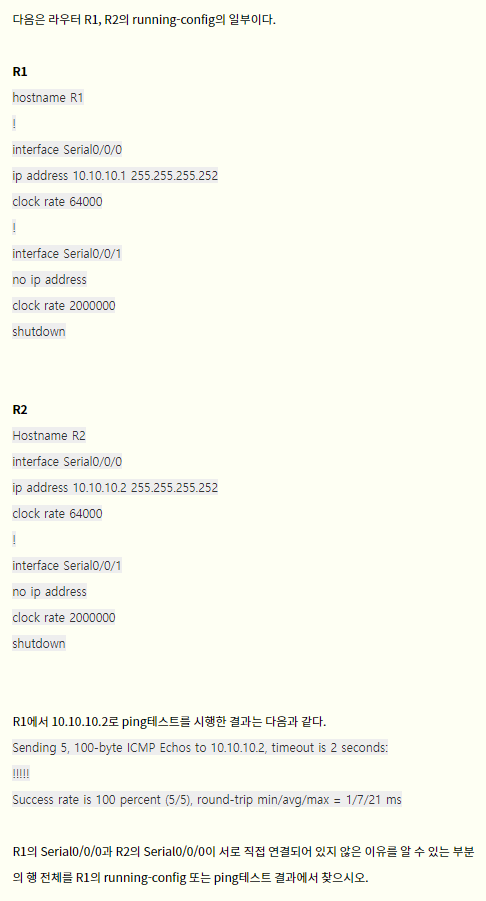 다음은 라우터 R1, R2의 running-config의 일부이다.
R1
hostname R1
!
interface Serial0/0/0
ip address 10.10.10.1 255.255.255.252
clock rate 64000
!
interface Serial0/0/1
no ip address
clock rate 2000000
shutdown
R2
Hostname R2
interface Serial0/0/0
ip address 10.10.10.2 255.255.255.252
clock rate 64000
!
interface Serial0/0/1
no ip address
clock rate 2000000
shutdown
R1에서 10.10.10.2로 ping테스트를 시행한 결과는 다음과 같다.
Sending 5, 100-byte ICMP Echos to 10.10.10.2, timeout is 2 seconds:
!!!!!
Success rate is 100 percent (5/5), round-trip min/avg/max = 1/7/21 ms
R1의 Serial0/0/0과 R2의 Serial0/0/0이 서로 직접 연결되어 있지 않은 이유를 알 수 있는 부분
의 행 전체를 R1의 running-config 또는 ping테스트 결과에서 찾으시오.